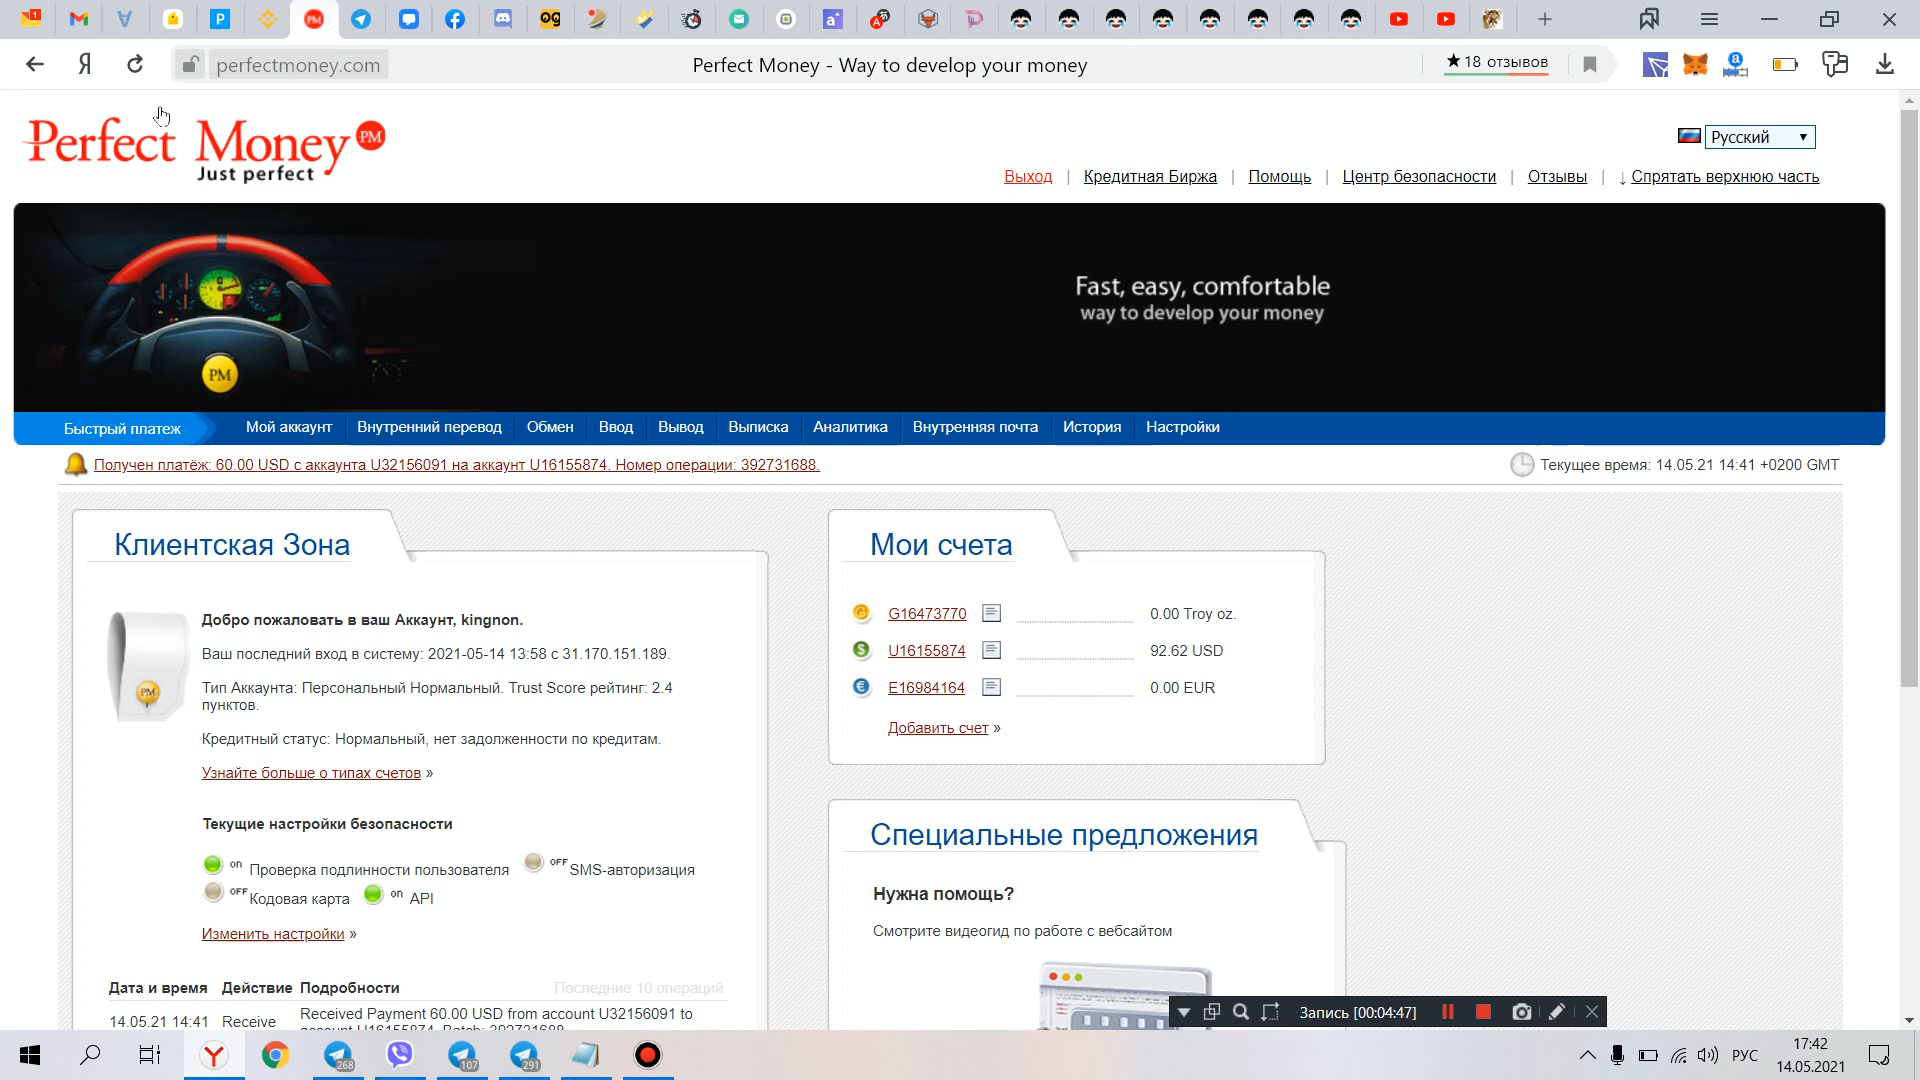 perfectmoney.com
Perfect Money - Way to develop your money
★ 18 отзывов
Perfect Money PM
Just perfect
Русский
Выход | Кредитная Биржа | Помощь | Центр безопасности | Отзывы | ↓ Спрятать верхнюю часть
Fast, easy, comfortable
way to develop your money
PM
Быстрый платеж Мой аккаунт Внутренний перевод Обмен Ввод Вывод Выписка Аналитика Внутренняя почта История Настройки
Получен платёж: 60.00 USD с аккаунта U32156091 на аккаунт U16155874. Номер операции: 392731688.
Текущее время: 14.05.21 14:41 +0200 GMT
Клиентская Зона
Добро пожаловать в ваш Аккаунт, kingnon.
Ваш последний вход в систему: 2021-05-14 13:58 с 31.170.151.189.
Тип Аккаунта: Персональный Нормальный. Trust Score рейтинг: 2.4
пунктов.
Кредитный статус: Нормальный, нет задолженности по кредитам.
Узнайте больше о типах счетов »
Текущие настройки безопасности
on Проверка подлинности пользователя OFF SMS-авторизация
OFF Кодовая карта on API
Изменить настройки »
Дата и время Действие Подробности Последние 10 операций
14.05.21 14:41 Receive Received Payment 60.00 USD from account U32156091 to
account U16155874. Batch: 392731688.
Мои счета
G16473770 0.00 Troy oz.
U16155874 92.62 USD
E16984164 0.00 EUR
Добавить счет »
Специальные предложения
Нужна помощь?
Смотрите видеогид по работе с вебсайтом
Запись [00:04:47]
268
107
291
РУС
17:42
14.05.2021